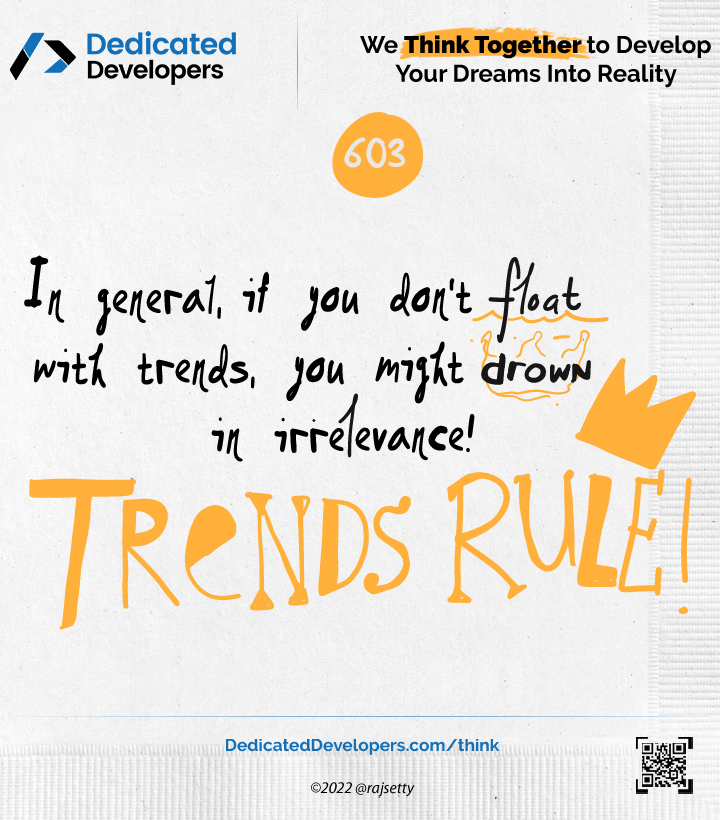 Dedicated
Developers
We Think Together to Develop
Your Dreams Into Reality
603
In general, if you don't float
with trends, you might drown
in irrelevance!
TReNDS RULE!
DedicatedDevelopers.com/think
©2022 @rajsetty